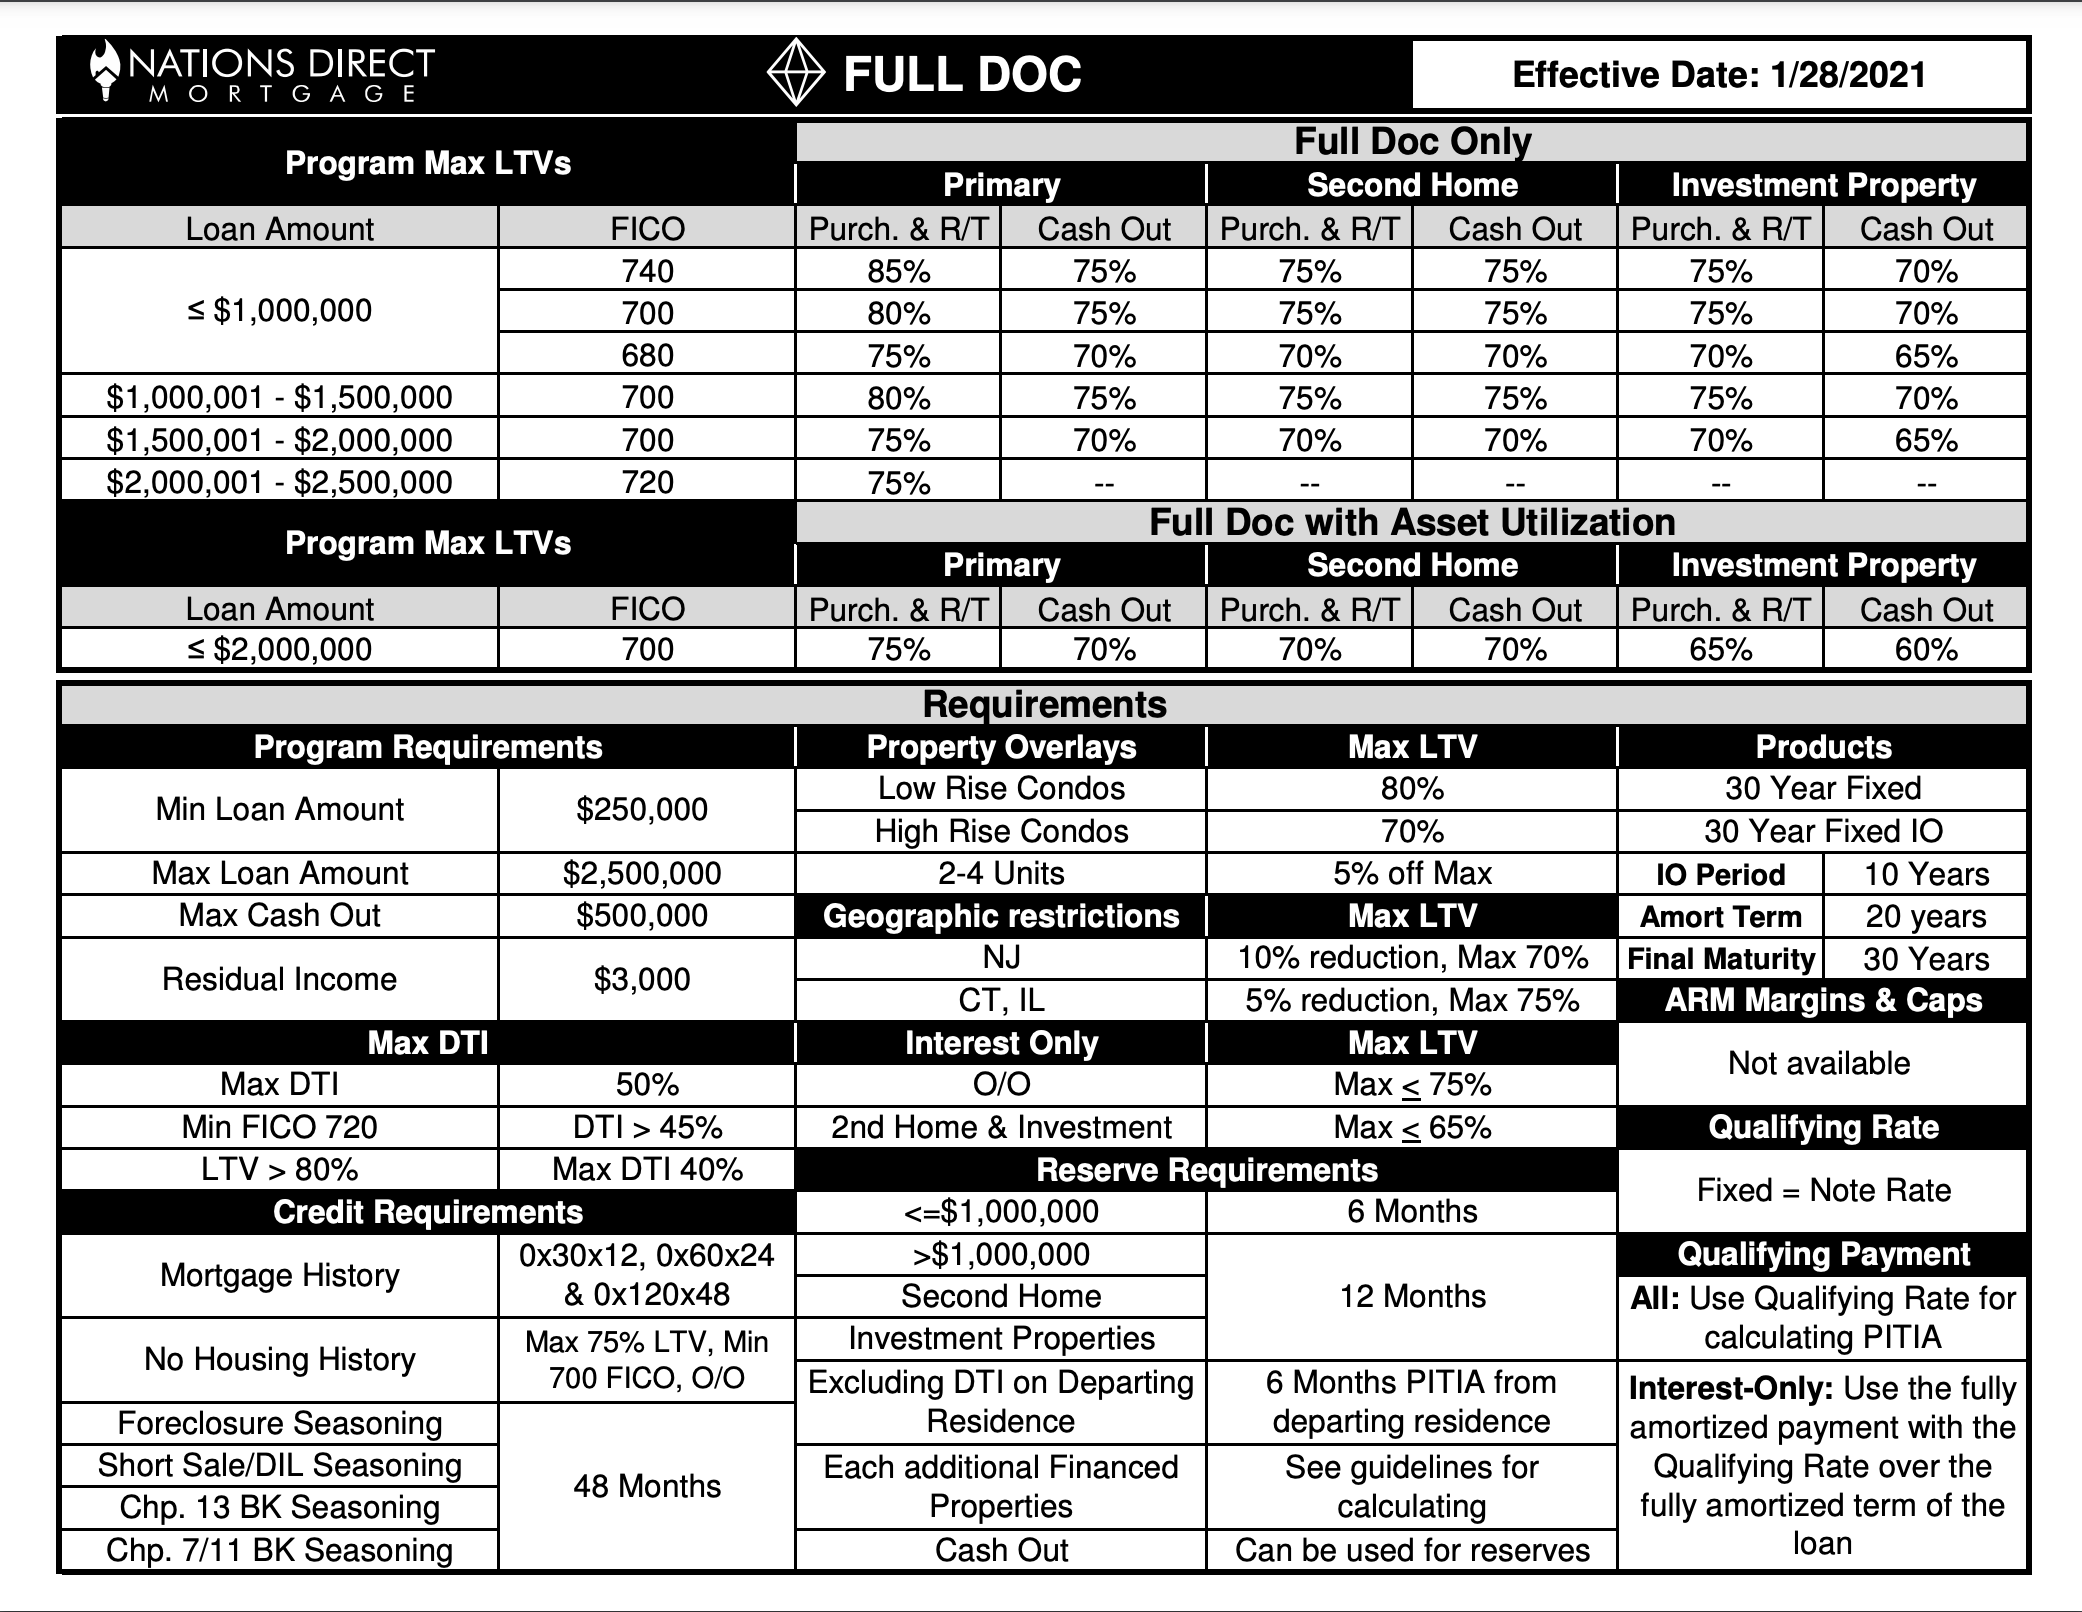 NATIONS DIRECT
MORTGAGE
FULL DOC
Effective Date: 1/28/2021
Program Max LTVs
Full Doc Only
Primary Second Home Investment Property
Loan Amount FICO Purch. & R/T Cash Out Purch. & R/T Cash Out Purch. & R/T Cash Out
≤ $1,000,000
740 85% 75% 75% 75% 75% 70%
700 80% 75% 75% 75% 75% 70%
680 75% 70% 70% 70% 70% 65%
$1,000,001 - $1,500,000 700 80% 75% 75% 75% 75% 70%
$1,500,001 - $2,000,000 700 75% 70% 70% 70% 70% 65%
$2,000,001 - $2,500,000 720 75% -- -- -- -- --
Program Max LTVs
Full Doc with Asset Utilization
Primary Second Home Investment Property
Loan Amount FICO Purch. & R/T Cash Out Purch. & R/T Cash Out Purch. & R/T Cash Out
≤ $2,000,000 700 75% 70% 70% 70% 65% 60%
Requirements
Program Requirements
Min Loan Amount $250,000
Max Loan Amount $2,500,000
Max Cash Out $500,000
Residual Income $3,000
Max DTI
Max DTI 50%
Min FICO 720 DTI > 45%
LTV > 80% Max DTI 40%
Credit Requirements
Mortgage History
0x30x12, 0x60x24
& 0x120x48
No Housing History
Max 75% LTV, Min
700 FICO, O/O
Foreclosure Seasoning
Short Sale/DIL Seasoning
Chp. 13 BK Seasoning
Chp. 7/11 BK Seasoning
48 Months
Property Overlays Max LTV
Low Rise Condos 80%
High Rise Condos 70%
2-4 Units 5% off Max
Geographic restrictions Max LTV
NJ 10% reduction, Max 70%
CT, IL 5% reduction, Max 75%
Interest Only Max LTV
O/O Max ≤ 75%
2nd Home & Investment Max ≤ 65%
Reserve Requirements
<=$1,000,000 6 Months
>$1,000,000
Second Home
Investment Properties
12 Months
Excluding DTI on Departing
Residence
6 Months PITIA from
departing residence
Each additional Financed
Properties
See guidelines for
calculating
Cash Out Can be used for reserves
Products
30 Year Fixed
30 Year Fixed IO
IO Period 10 Years
Amort Term 20 years
Final Maturity 30 Years
ARM Margins & Caps
Not available
Qualifying Rate
Fixed = Note Rate
Qualifying Payment
All: Use Qualifying Rate for
calculating PITIA
Interest-Only: Use the fully
amortized payment with the
Qualifying Rate over the
fully amortized term of the
loan